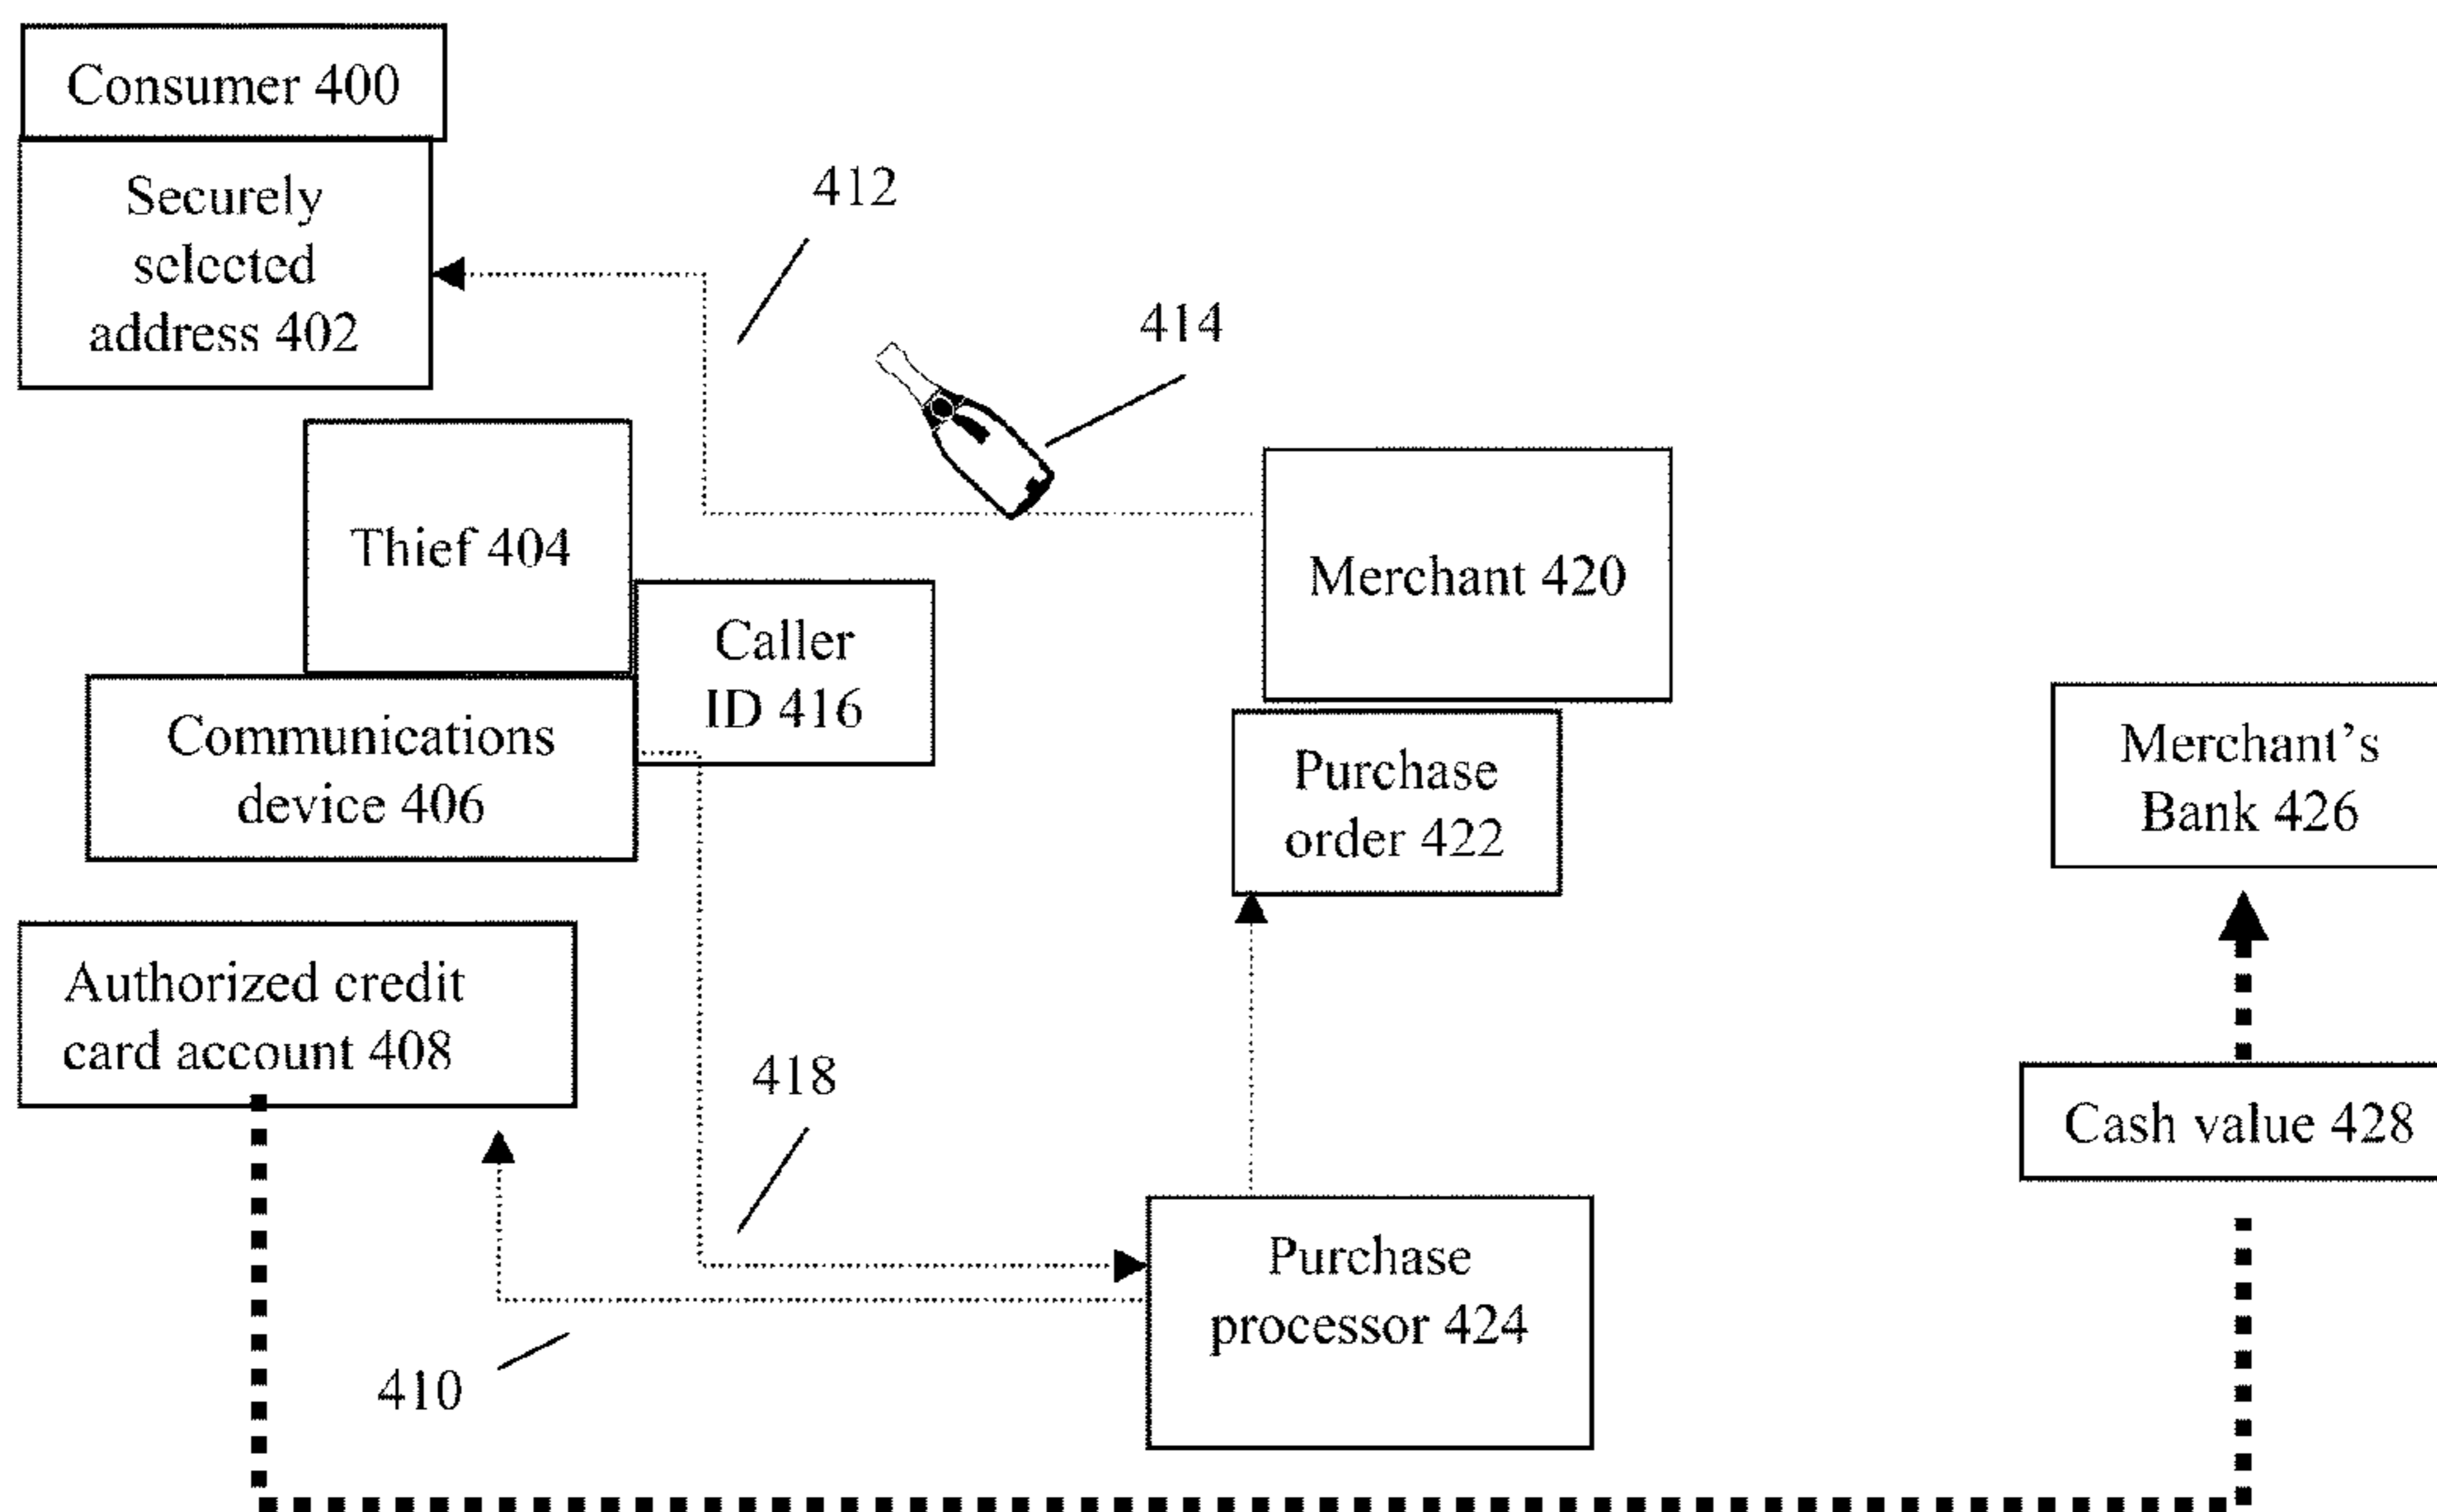 Consumer 400
Securely
selected
address 402
412
414
Thief 404
Caller
ID 416
Merchant 420
Communications
device 406
Purchase
order 422
Merchant’s
Bank 426
Authorized credit
card account 408
418
Cash value 428
Purchase
processor 424
410